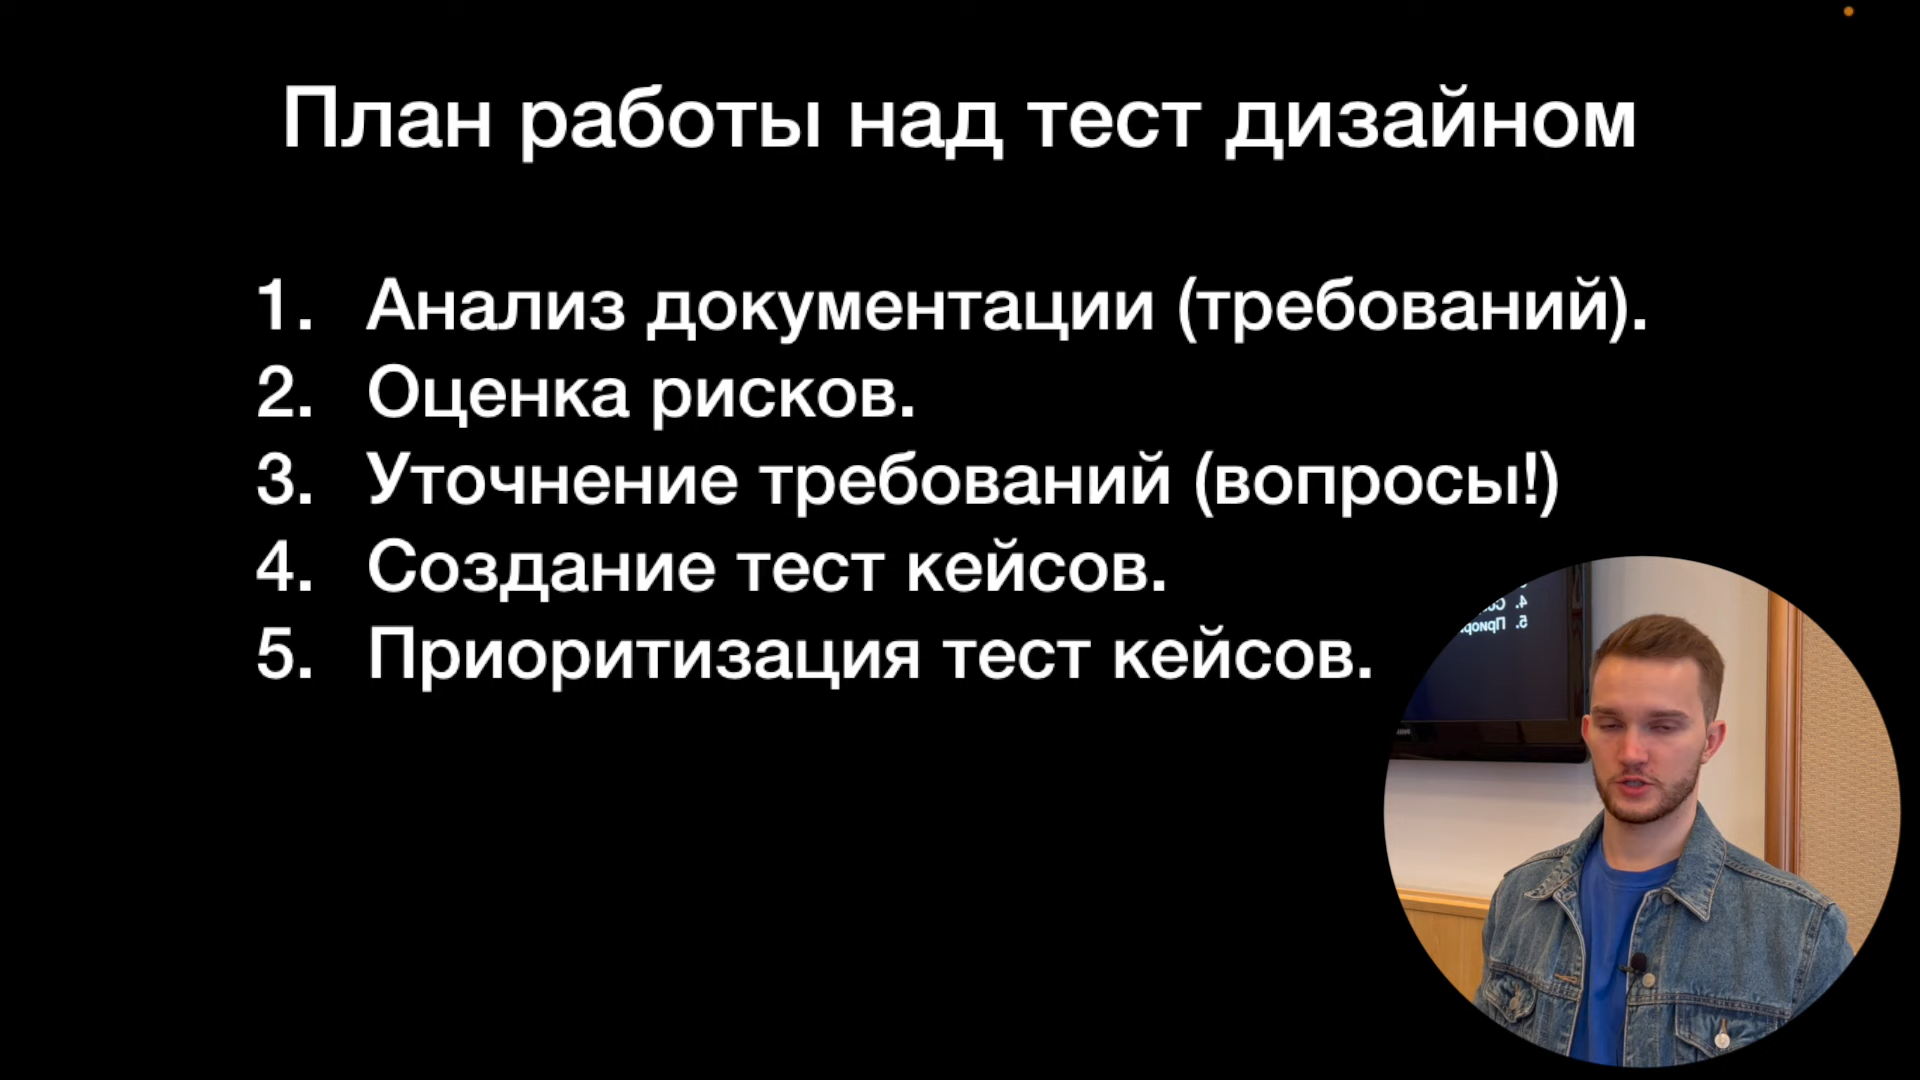 План работы над тест дизайном
1. Анализ документации (требований).
2. Оценка рисков.
3. Уточнение требований (вопросы!)
4. Создание тест кейсов.
5. Приоритизация тест кейсов.